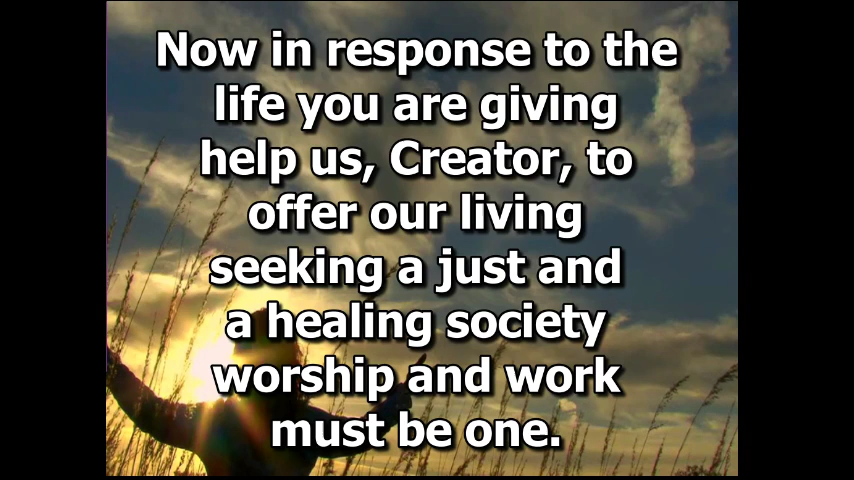 Now in response to the
life you are giving
help us, Creator, to
offer our living
seeking a just and
a healing society
worship and work
must be one.